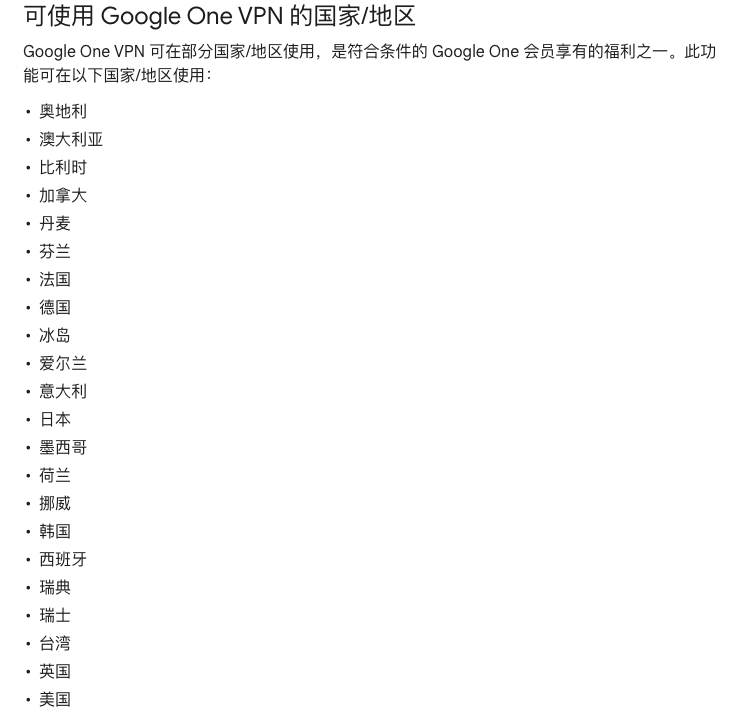 可使用 Google One VPN 的国家/地区
Google One VPN 可在部分国家/地区使用，是符合条件的 Google One 会员享有的福利之一。此功
能可在以下国家/地区使用：
• 奥地利
• 澳大利亚
• 比利时
• 加拿大
• 丹麦
• 芬兰
• 法国
• 德国
• 冰岛
• 爱尔兰
• 意大利
• 日本
• 墨西哥
• 荷兰
• 挪威
• 韩国
• 西班牙
• 瑞典
• 瑞士
• 台湾
• 英国
• 美国